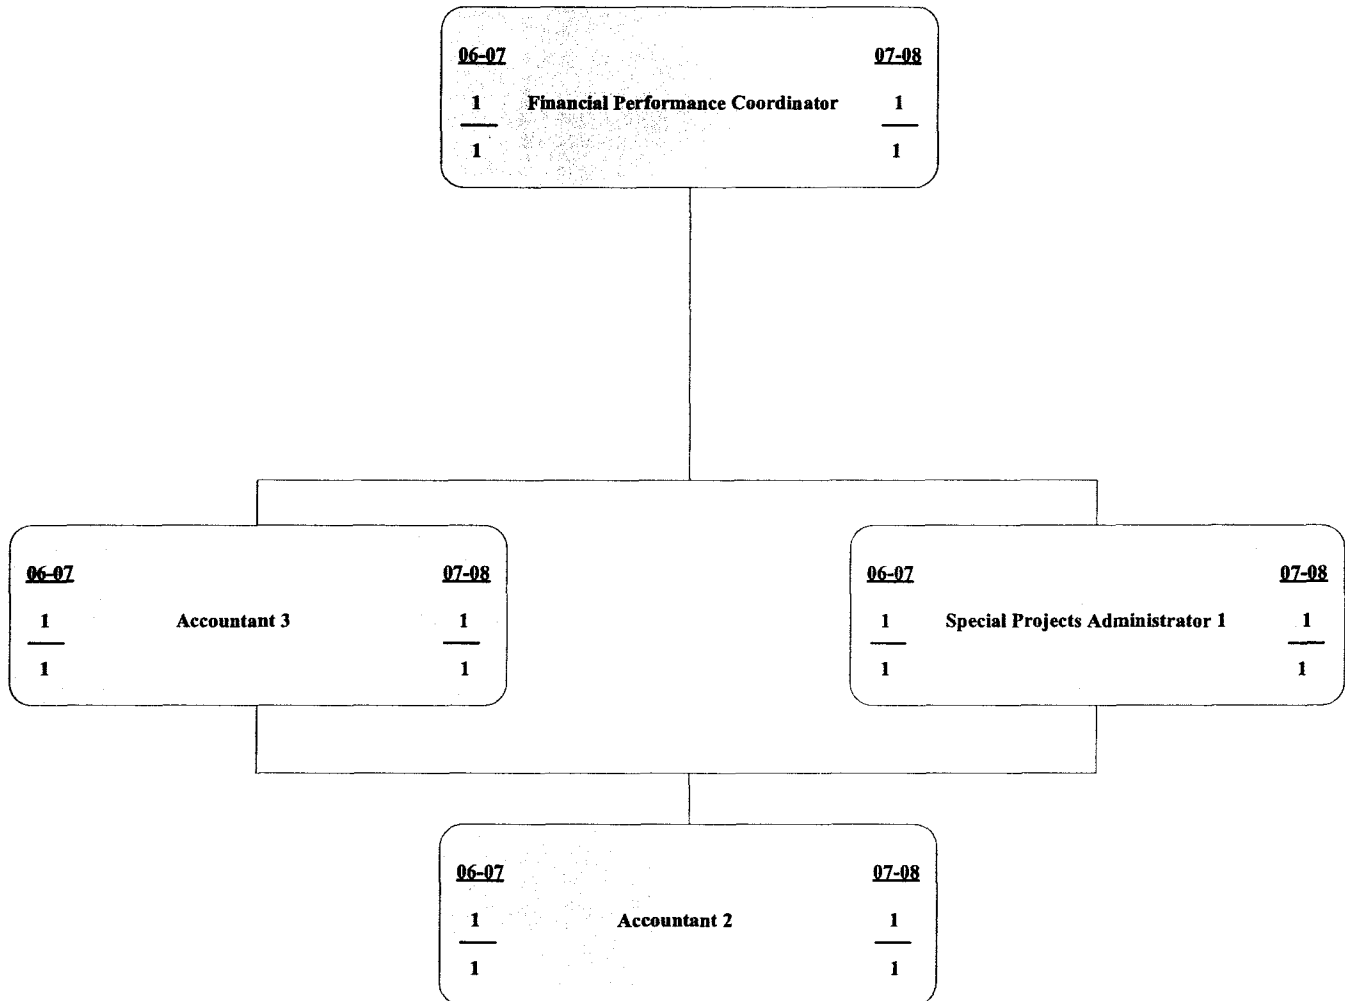 06-07 07-08
1 Financial Performance Coordinator 1
1 1
06-07 07-08
1 Accountant 3 1
1 1
06-07 07-08
1 Special Projects Administrator 1 1
1 1
06-07 07-08
1 Accountant 2 1
1 1